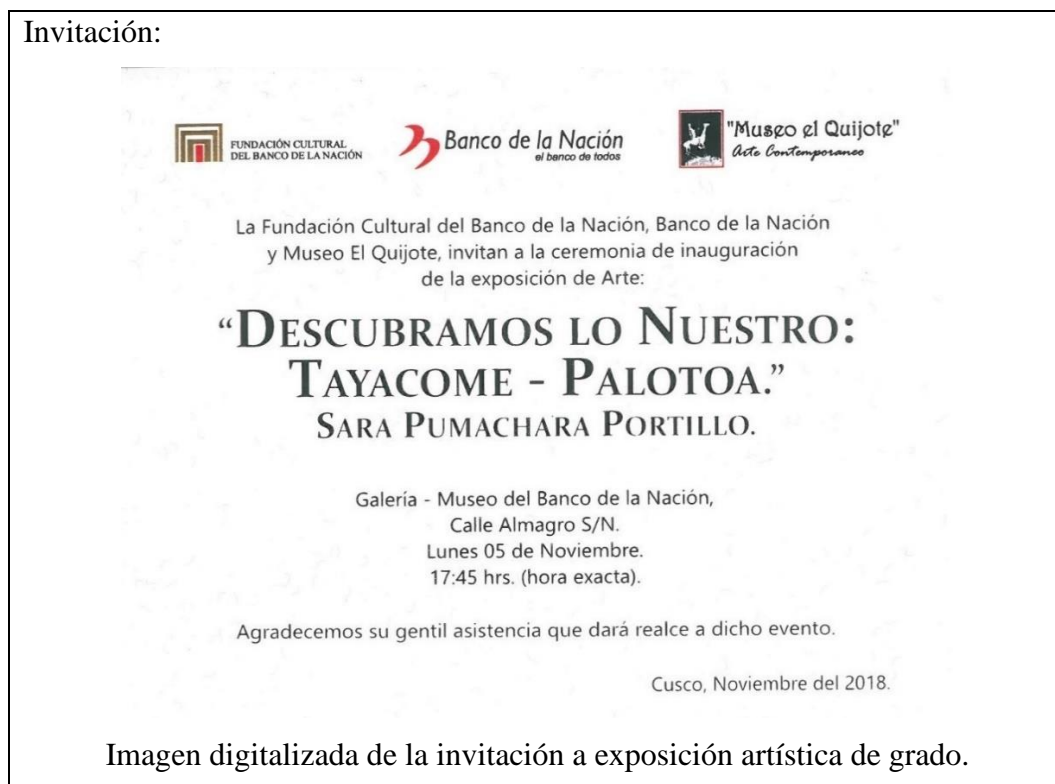 Invitación:
FUNDACIÓN CULTURAL
DEL BANCO DE LA NACIÓN
Banco de la Nación
el banco de todos
"Museo el Quijote"
Arte Contemporaneo
La Fundación Cultural del Banco de la Nación, Banco de la Nación
y Museo El Quijote, invitan a la ceremonia de inauguración
de la exposición de Arte:
“DESCUBRAMOS LO NUESTRO:
TAYACOME - PALOTOA.”
SARA PUMACHARA PORTILLO.
Galería - Museo del Banco de la Nación,
Calle Almagro S/N.
Lunes 05 de Noviembre.
17:45 hrs. (hora exacta).
Agradecemos su gentil asistencia que dará realce a dicho evento.
Cusco, Noviembre del 2018.
Imagen digitalizada de la invitación a exposición artística de grado.